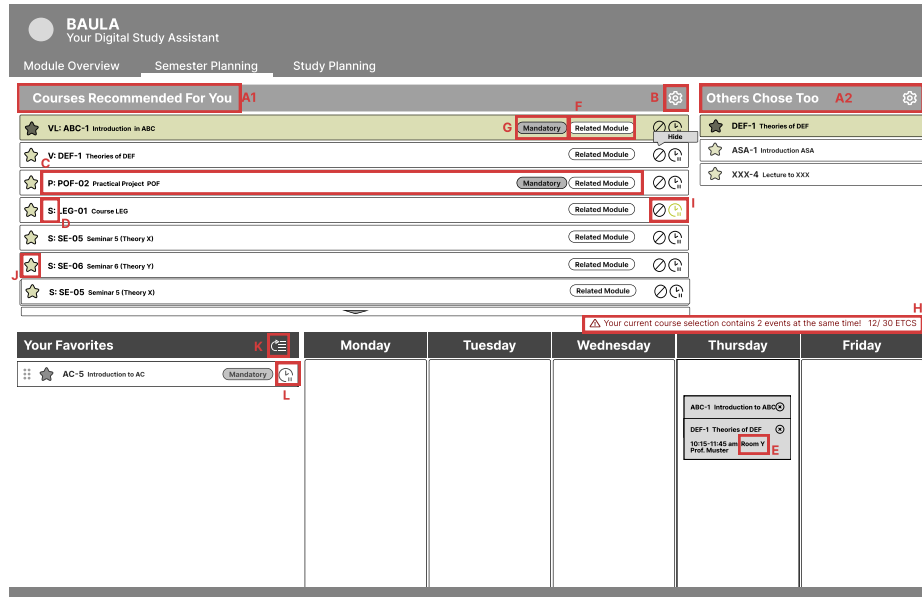 BAULA
Your Digital Study Assistant
Module Overview Semester Planning Study Planning
Courses Recommended For You A1 B
Others Chose Too A2
F
VL: ABC-1 Introduction in ABC G Mandatory Related Module
Hide
DEF-1 Theories of DEF
V: DEF-1 Theories of DEF Related Module
ASA-1 Introduction ASA
C
P: POF-02 Practical Project POF Mandatory Related Module
XXX-4 Lecture to XXX
S: LEG-01 Course LEG Related Module I
D
S: SE-05 Seminar 5 (Theory X) Related Module
J S: SE-06 Seminar 6 (Theory Y) Related Module
S: SE-05 Seminar 5 (Theory X) Related Module
H
Your current course selection contains 2 events at the same time! 12/ 30 ETCS
Your Favorites K Monday Tuesday Wednesday Thursday Friday
AC-5 Introduction to AC Mandatory
L
ABC-1 Introduction to ABC
DEF-1 Theories of DEF
10:15-11:45 am Room Y
Prof. Muster E